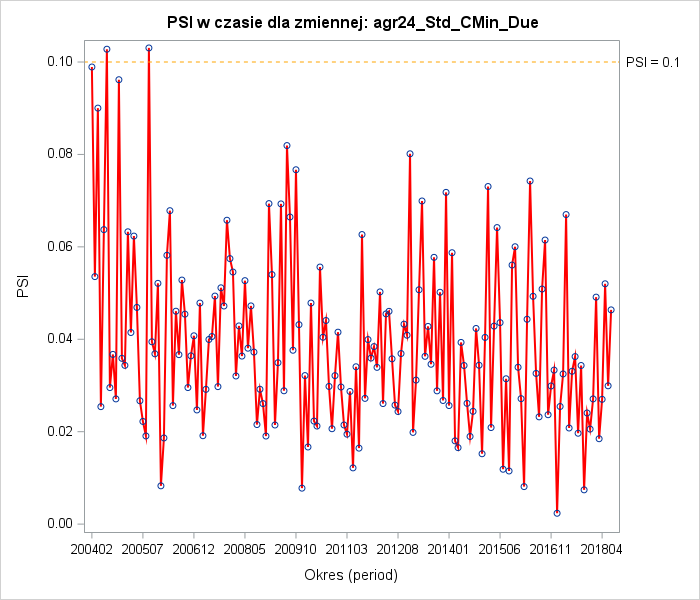 PSI w czasie dla zmiennej: agr24_Std_CMin_Due
0.10
PSI = 0.1
0.08
0.06
PSI
0.04
0.02
0.00
200402 200507 200612 200805 200910 201103 201208 201401 201506 201611 201804
Okres (period)